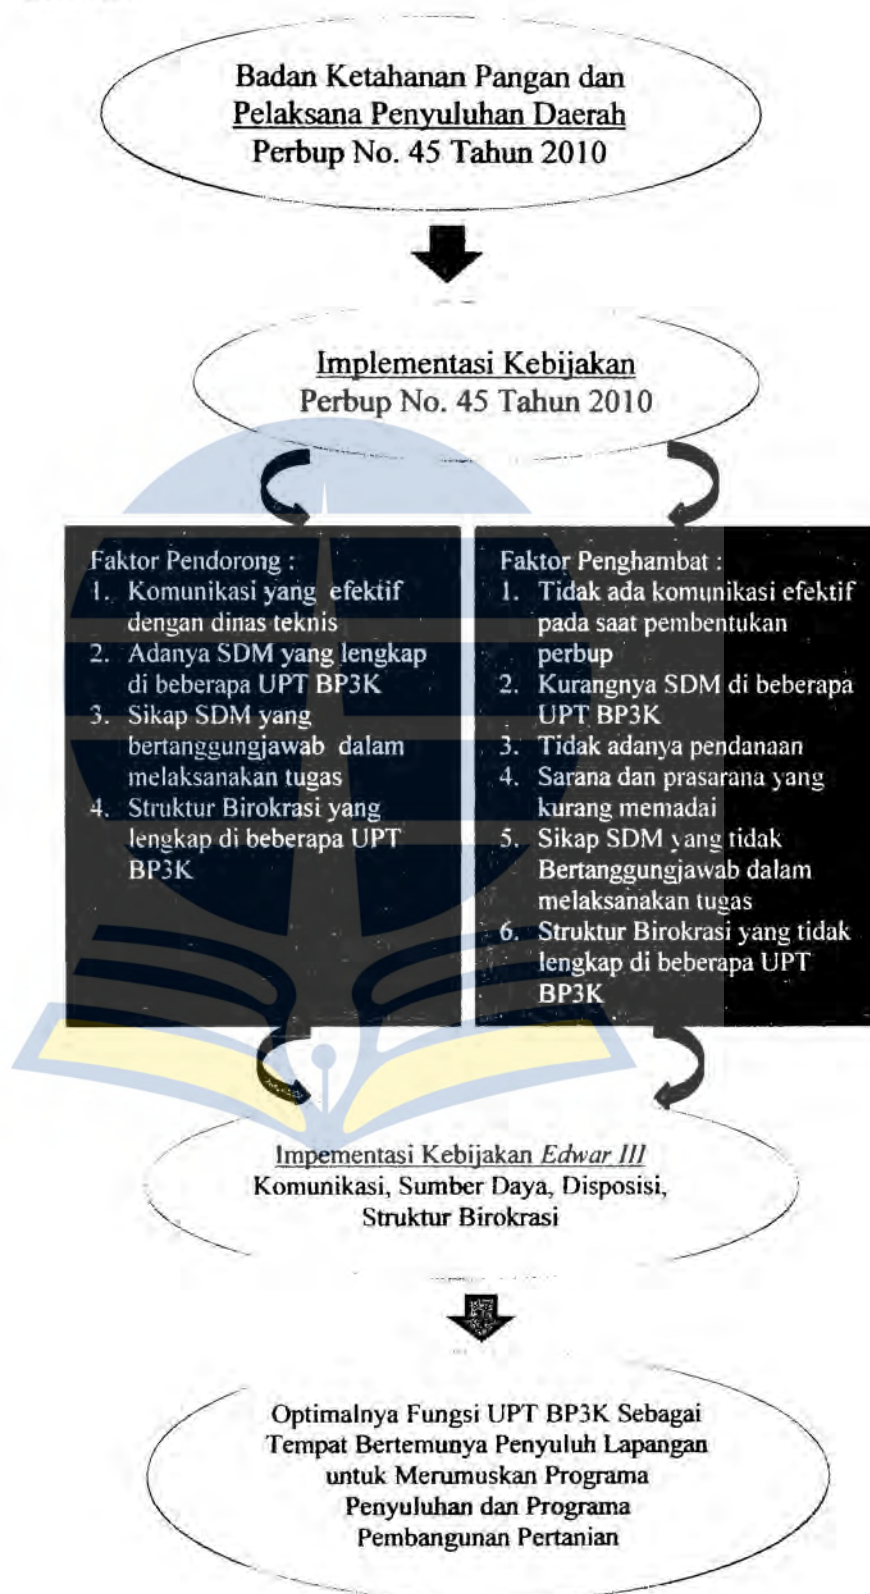 Badan Ketahanan Pangan dan
Pelaksana Penyuluhan Daerah
Perbup No. 45 Tahun 2010
Implementasi Kebijakan
Perbup No. 45 Tahun 2010
Faktor Pendorong :
1. Komunikasi yang efektif
dengan dinas teknis
2. Adanya SDM yang lengkap
di beberapa UPT BP3K
3. Sikap SDM yang
bertanggungjawab dalam
melaksanakan tugas
4. Struktur Birokrasi yang
lengkap di beberapa UPT
BP3K
Faktor Penghambat :
1. Tidak ada komunikasi efektif
pada saat pembentukan
perbup
2. Kurangnya SDM di beberapa
UPT BP3K
3. Tidak adanya pendanaan
4. Sarana dan prasarana yang
kurang memadai
5. Sikap SDM yang tidak
Bertanggungjawab dalam
melaksanakan tugas
6. Struktur Birokrasi yang tidak
lengkap di beberapa UPT
BP3K
Impementasi Kebijakan Edwar III
Komunikasi, Sumber Daya, Disposisi,
Struktur Birokrasi
Optimalnya Fungsi UPT BP3K Sebagai
Tempat Bertemunya Penyuluh Lapangan
untuk Merumuskan Programa
Penyuluhan dan Programa
Pembangunan Pertanian